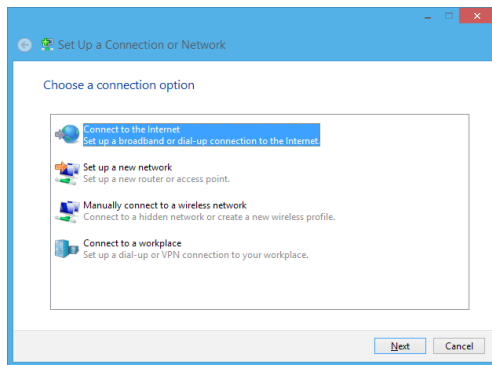 Set Up a Connection or Network
Choose a connection option
Connect to the Internet
Set up a broadband or dial-up connection to the Internet.
Set up a new network
Set up a new router or access point.
Manually connect to a wireless network
Connect to a hidden network or create a new wireless profile.
Connect to a workplace
Set up a dial-up or VPN connection to your workplace.
Next Cancel